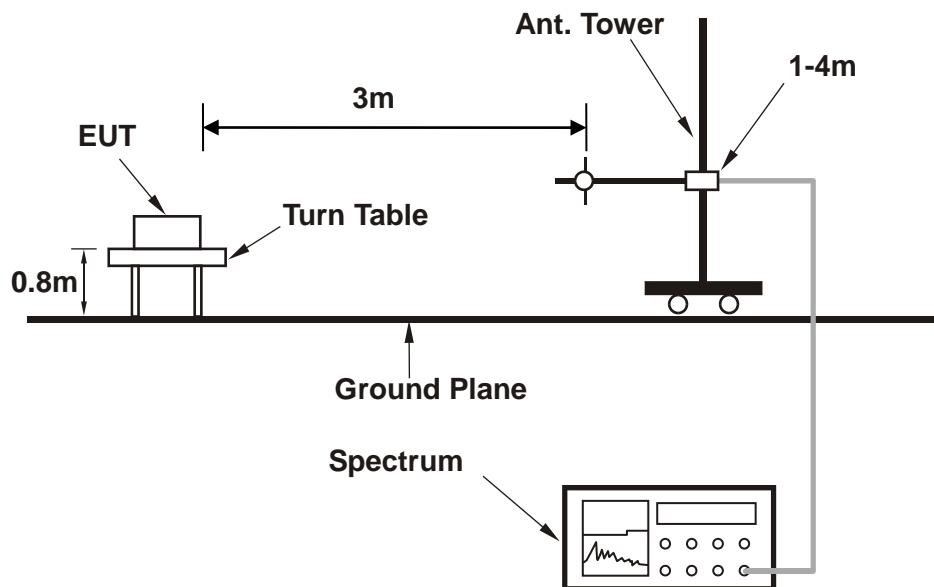 Ant. Tower
1-4m
3m
EUT
Turn Table
0.8m
Ground Plane
Spectrum